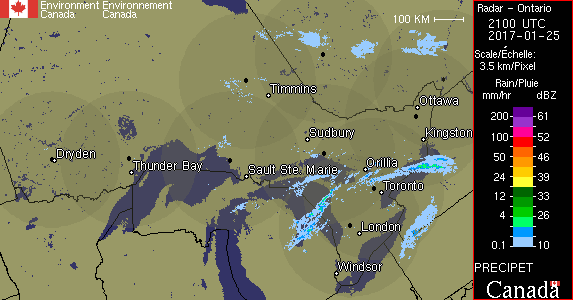 Environment Environnement
Canada Canada
100 KM
Timmins
Ottawa
Sudbury
Kingston
Dryden
Thunder Bay
Sault Ste. Marie
Orillia
Toronto
London
Windsor
Radar - Ontario
2100 UTC
2017-01-25
Scale/Échelle:
3.5 km/Pixel
Rain/Pluie
mm/hr dBZ
200 61
100 52
50 46
24 39
12 33
4 26
0.1 10
PRECIPET
Canada